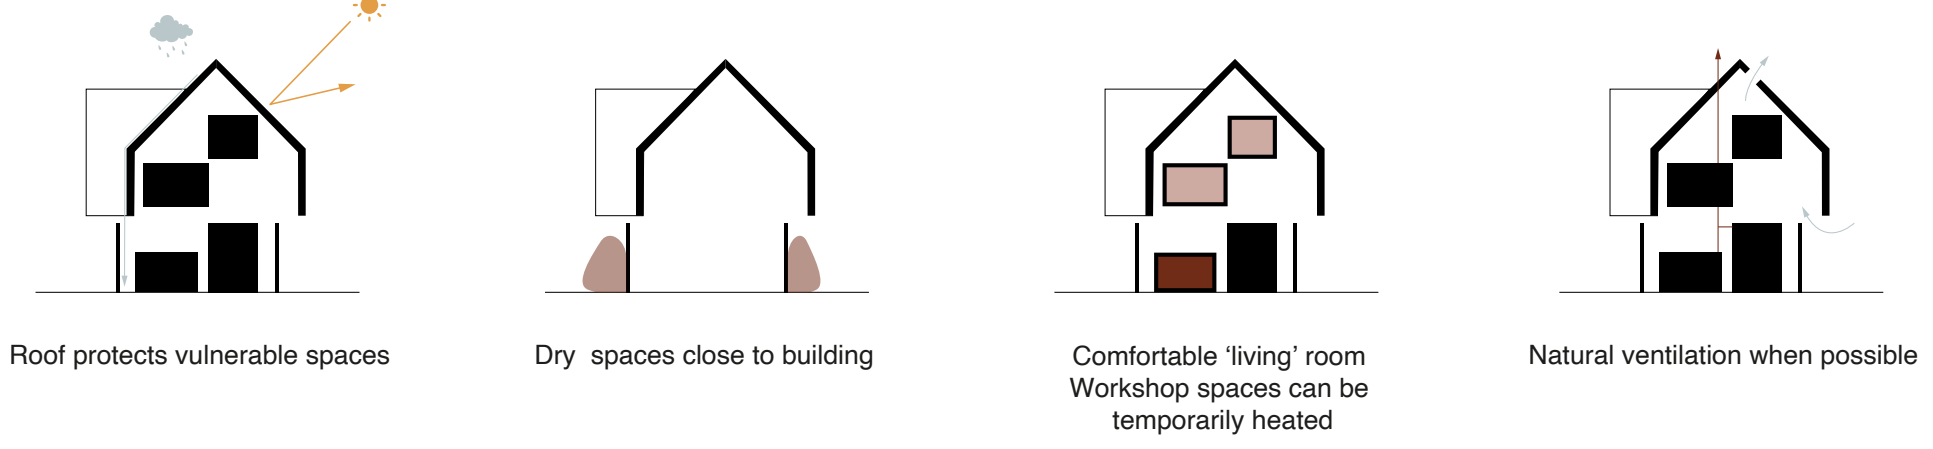 Roof protects vulnerable spaces
Dry  spaces close to building
Comfortable ‘living’ room
Workshop spaces can be
temporarily heated
Natural ventilation when possible